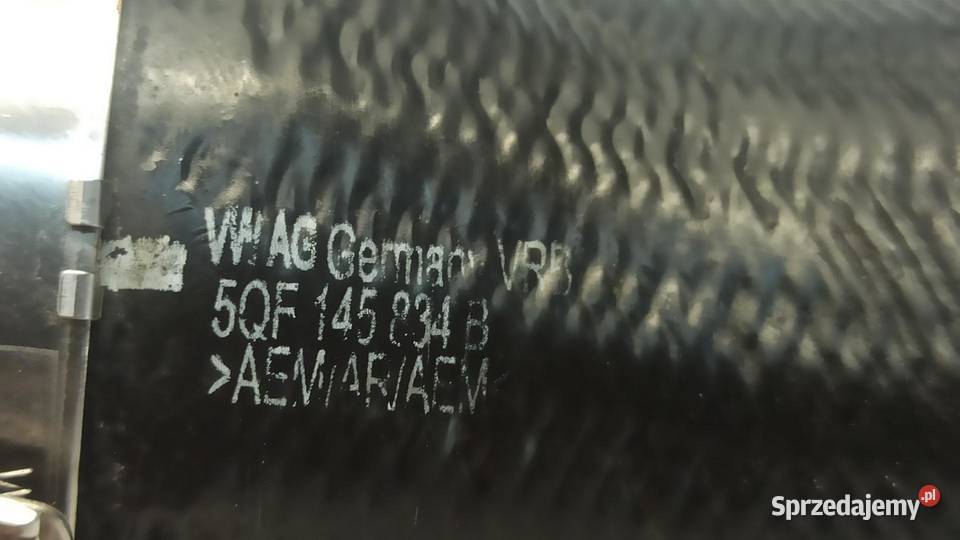 VW AG Germany VRB
5QF 145 834 B
>AEM/AR/AEM
Sprzedajemy.pl